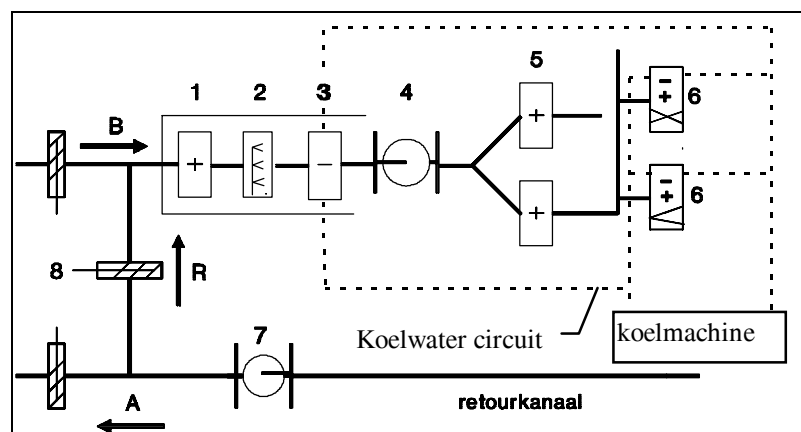 1 2 3 4 5
B
6
6
8 R
7
Koelwater circuit
koelmachine
A
retourkanaal